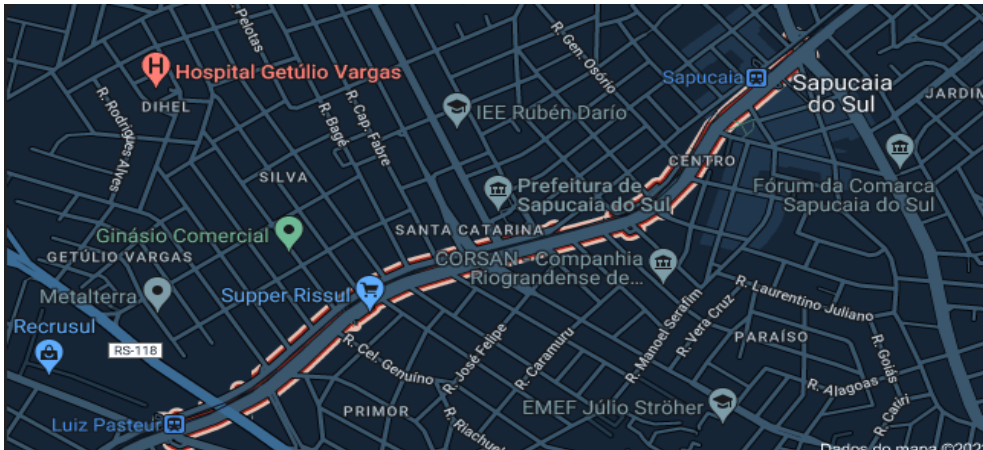 R. Pelotas
R. Gen. Osório
Hospital Getúlio Vargas
Sapucaia
Sapucaia
do Sul
DIHEL
JARDIM
R. Rodrigues Alves
R. Bagé
R. Cap. Fabre
IEE Rubén Darío
CENTRO
SILVA
Prefeitura de
Sapucaia do Sul
Fórum da Comarca
Sapucaia do Sul
Ginásio Comercial
SANTA CATARINA
GETÚLIO VARGAS
CORSAN - Companhia
Riograndense de...
Metalterra
Supper Rissul
R. Laurentino Juliano
R. Manoel Serafim
R. Vera Cruz
Recrusul
RS-118
PARAÍSO
R. Cel. Genuíno
R. José Felipe
R. Caramuru
R. Goiás
R. Alagoas
R. Cariri
PRIMOR
EMEF Júlio Ströher
Luiz Pasteur
R. Riachuel
Dados do mapa ©202